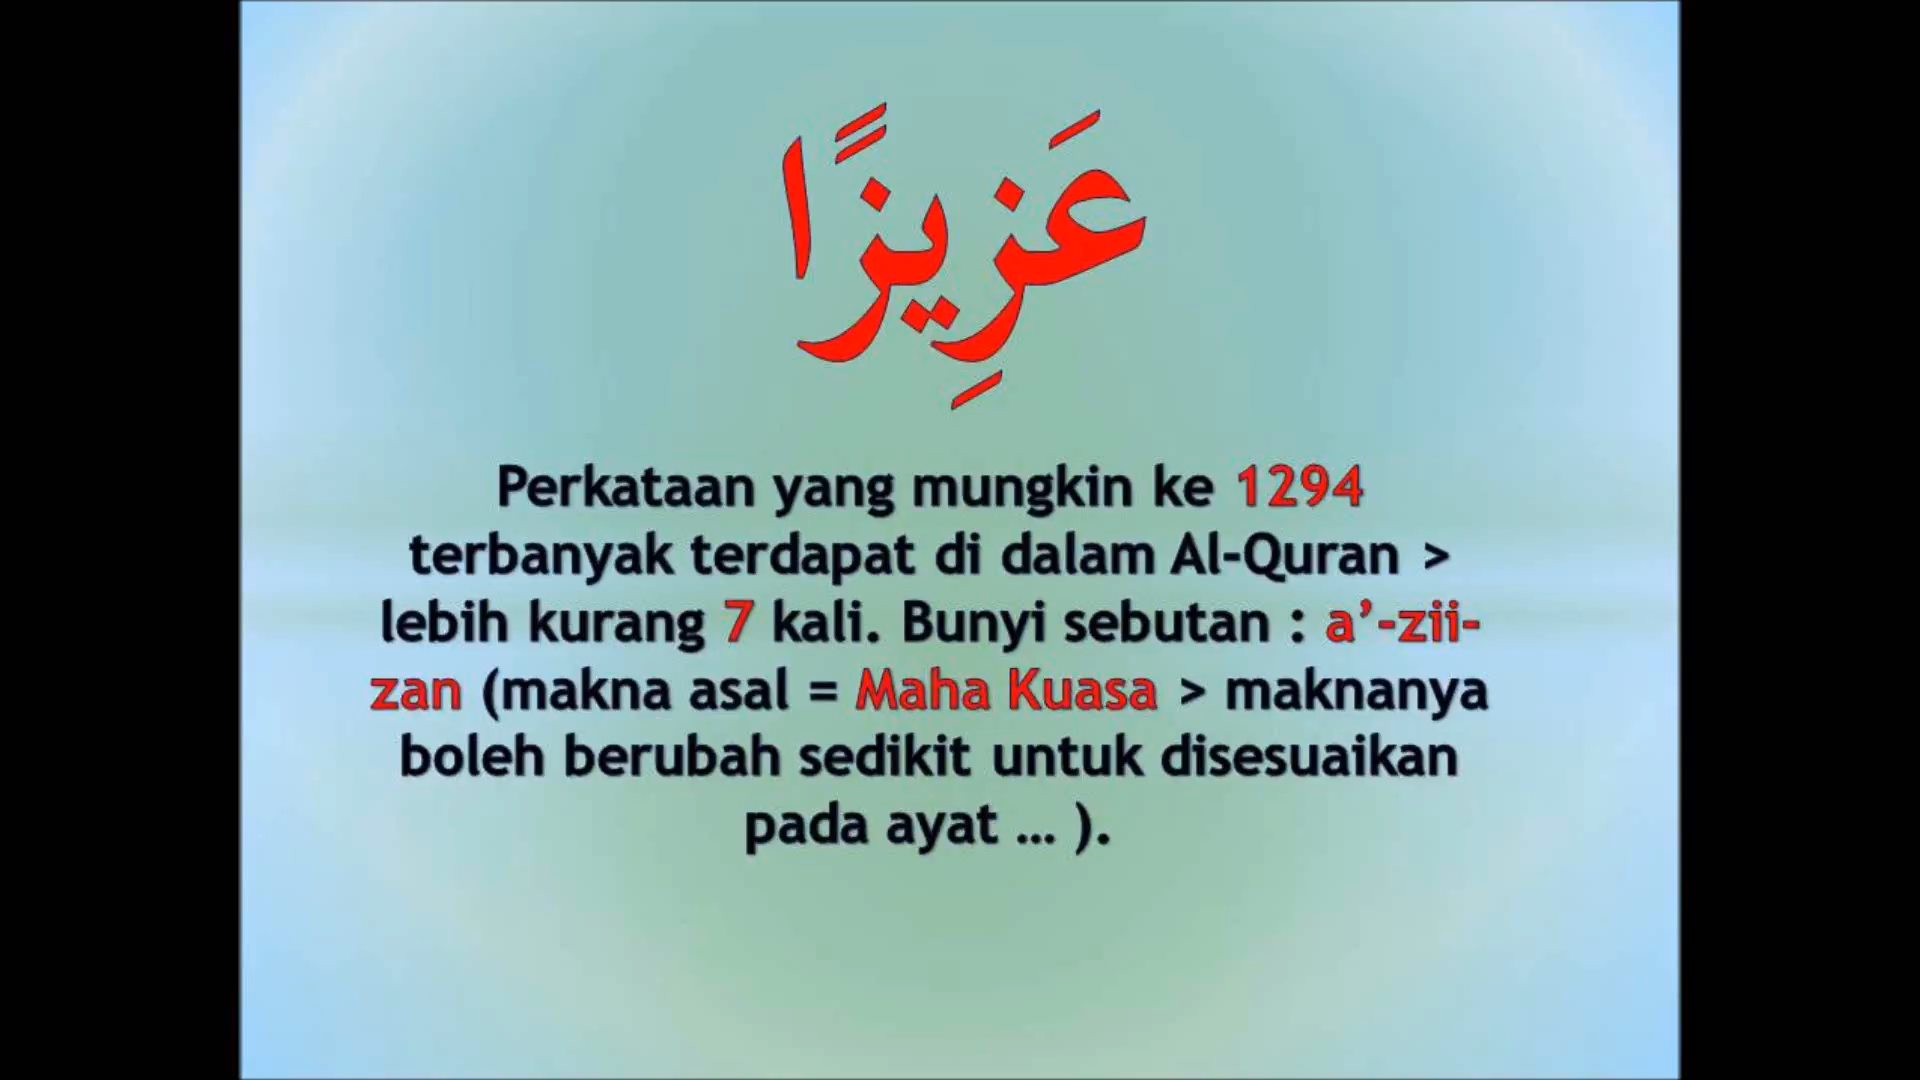 عَزِيزًا
Perkataan yang mungkin ke 1294
terbanyak terdapat di dalam Al-Quran >
lebih kurang 7 kali. Bunyi sebutan : a’-zii-
zan (makna asal = Maha Kuasa > maknanya
boleh berubah sedikit untuk disesuaikan
pada ayat … ).